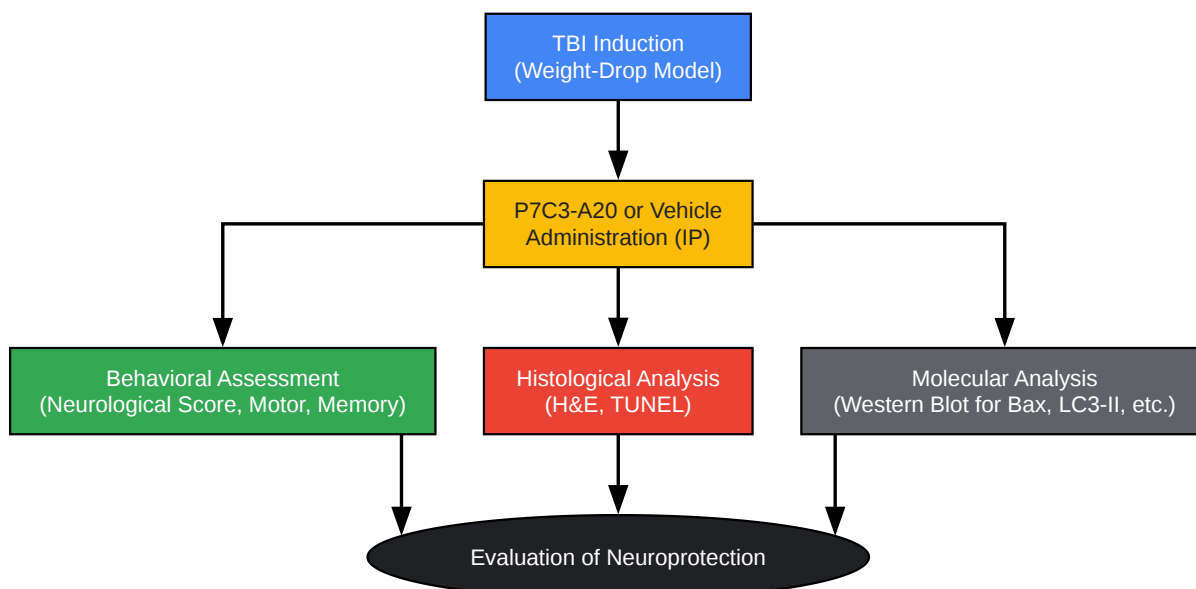 TBI Induction
(Weight-Drop Model)
P7C3-A20 or Vehicle
Administration (IP)
Behavioral Assessment
(Neurological Score, Motor, Memory)
Histological Analysis
(H&E, TUNEL)
Molecular Analysis
(Western Blot for Bax, LC3-II, etc.)
Evaluation of Neuroprotection